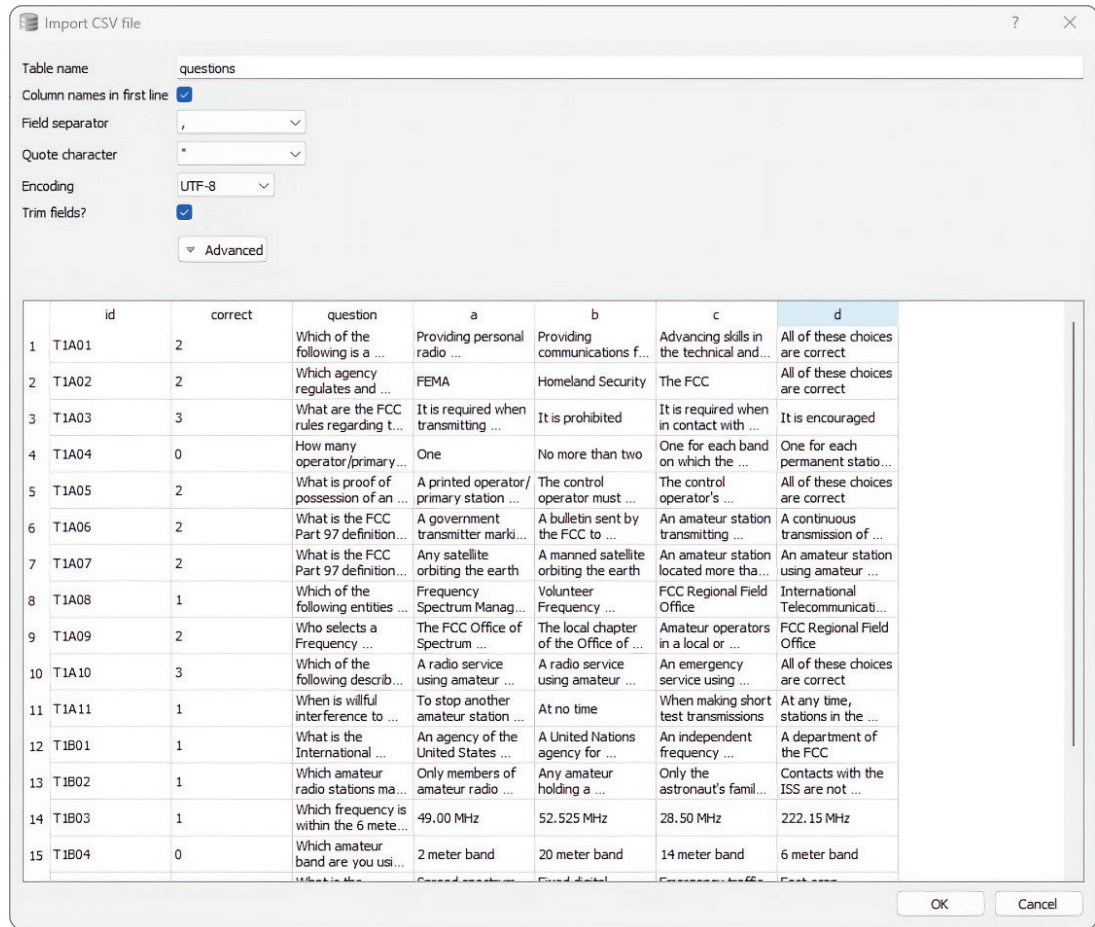 Import CSV file
?
Table name
questions
Column names in first line
Field separator
,
Quote character
"
Encoding
UTF-8
Trim fields?
Advanced
id correct question a b c d
1 T1A01 2 Which of the following is a ... Providing personal radio ... Providing communications f... Advancing skills in the technical and... All of these choices are correct
2 T1A02 2 Which agency regulates and ... FEMA Homeland Security The FCC All of these choices are correct
3 T1A03 3 What are the FCC rules regarding t... It is required when transmitting ... It is prohibited It is required when in contact with ... It is encouraged
4 T1A04 0 How many operator/primary... One No more than two One for each band on which the ... One for each permanent statio...
5 T1A05 2 What is proof of possession of an ... A printed operator/ primary station ... The control operator must ... The control operator's ... All of these choices are correct
6 T1A06 2 What is the FCC Part 97 definition... A government transmitter marki... A bulletin sent by the FCC to ... An amateur station transmitting ... A continuous transmission of ...
7 T1A07 2 What is the FCC Part 97 definition... Any satellite orbiting the earth A manned satellite orbiting the earth An amateur station located more tha... An amateur station using amateur ...
8 T1A08 1 Which of the following entities ... Frequency Spectrum Manag... Volunteer Frequency ... FCC Regional Field Office International Telecommunicati...
9 T1A09 2 Who selects a Frequency ... The FCC Office of Spectrum ... The local chapter of the Office of ... Amateur operators in a local or ... FCC Regional Field Office
10 T1A10 3 Which of the following describ... A radio service using amateur ... A radio service using amateur ... An emergency service using ... All of these choices are correct
11 T1A11 1 When is willful interference to ... To stop another amateur station ... At no time When making short test transmissions At any time, stations in the ...
12 T1B01 1 What is the International ... An agency of the United States ... A United Nations agency for ... An independent frequency ... A department of the FCC
13 T1B02 1 Which amateur radio stations ma... Only members of amateur radio ... Any amateur holding a ... Only the astronaut's famil... Contacts with the ISS are not ...
14 T1B03 1 Which frequency is within the 6 mete... 49.00 MHz 52.525 MHz 28.50 MHz 222.15 MHz
15 T1B04 0 Which amateur band are you usi... 2 meter band 20 meter band 14 meter band 6 meter band
OK
Cancel